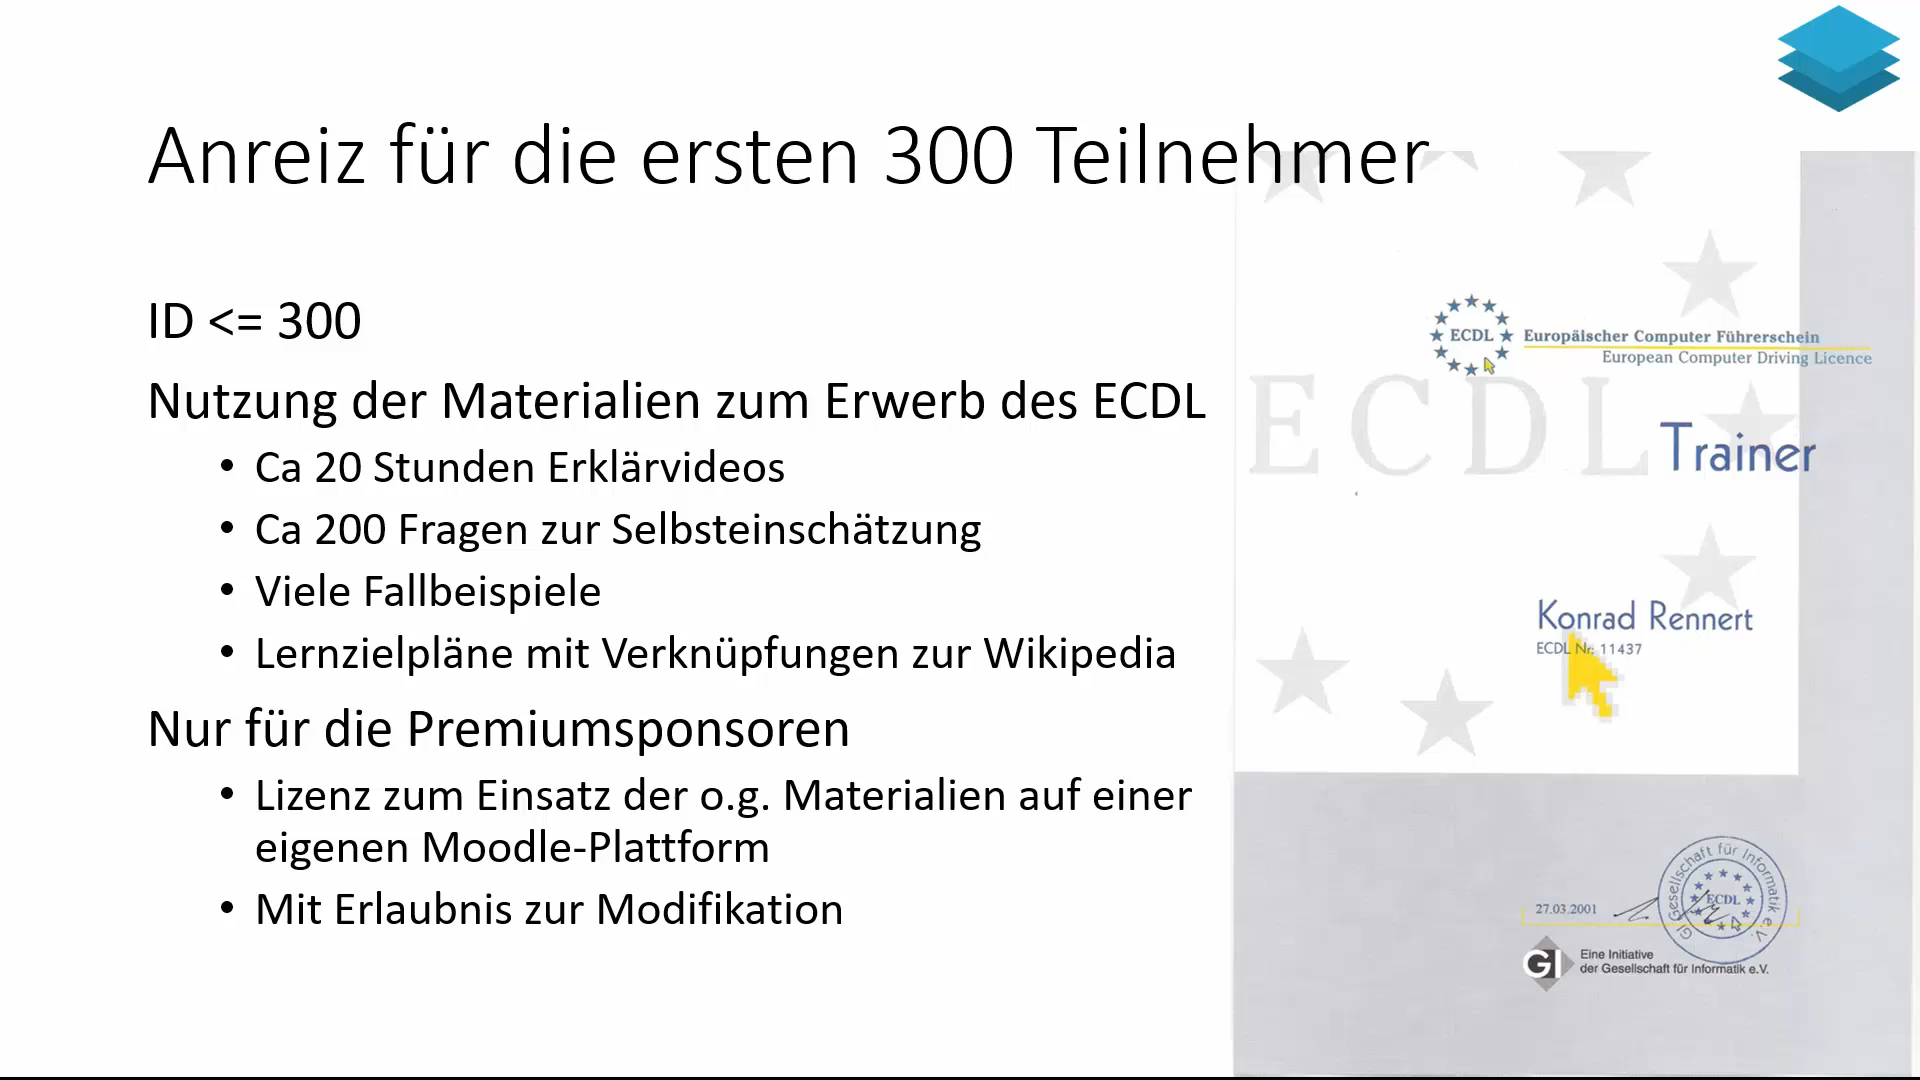 Anreiz für die ersten 300 Teilnehmer
ID <= 300
Nutzung der Materialien zum Erwerb des ECDL
• Ca 20 Stunden Erklärvideos
• Ca 200 Fragen zur Selbsteinschätzung
• Viele Fallbeispiele
• Lernzielpläne mit Verknüpfungen zur Wikipedia
Nur für die Premiumsponsoren
• Lizenz zum Einsatz der o.g. Materialien auf einer
eigenen Moodle-Plattform
• Mit Erlaubnis zur Modifikation
ECDL
Europäischer Computer Führerschein
European Computer Driving Licence
ECDL
Trainer
Konrad Rennert
ECDL Nr. 11437
27.03.2001
GI Gesellschaft für Informatik e.V.
ECDL
GI
Eine Initiative
der Gesellschaft für Informatik e.V.